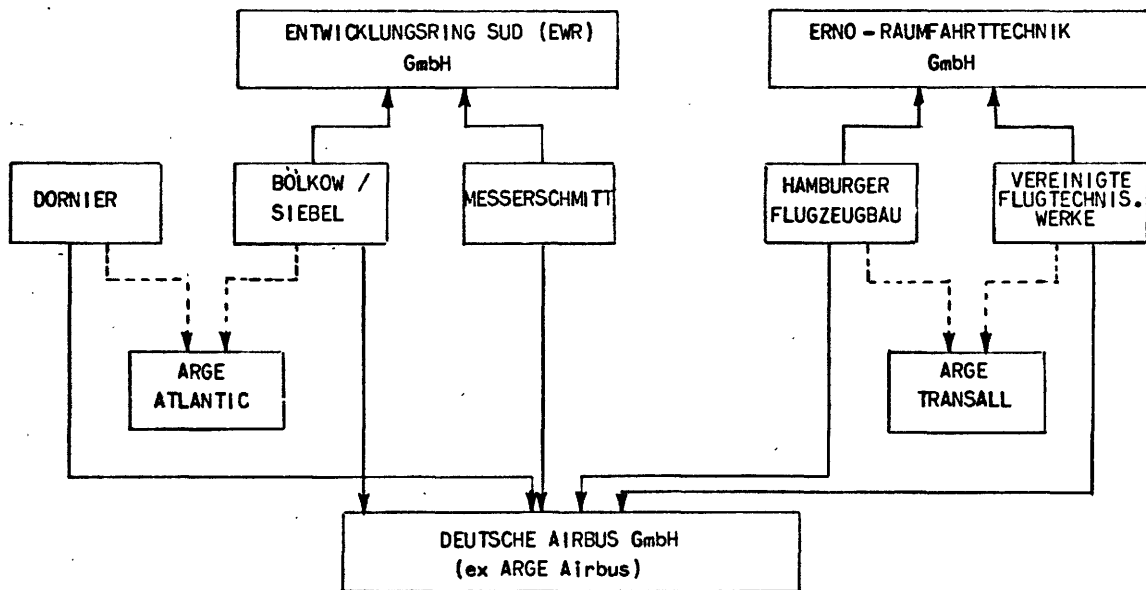 ENTWICKLUNGSRING SUD (EWR)
GmbH
ERNO-RAUMFAHRTTECHNIK
GmbH
DORNIER
BÖLKOW /
SIEBEL
MESSERSCHMITT
HAMBURGER
FLUGZEUGBAU
VEREINIGTE
FLUGTECHNIS.
WERKE
ARGE
ATLANTIC
ARGE
TRANSALL
DEUTSCHE AIRBUS GmbH
(ex ARGE Airbus)